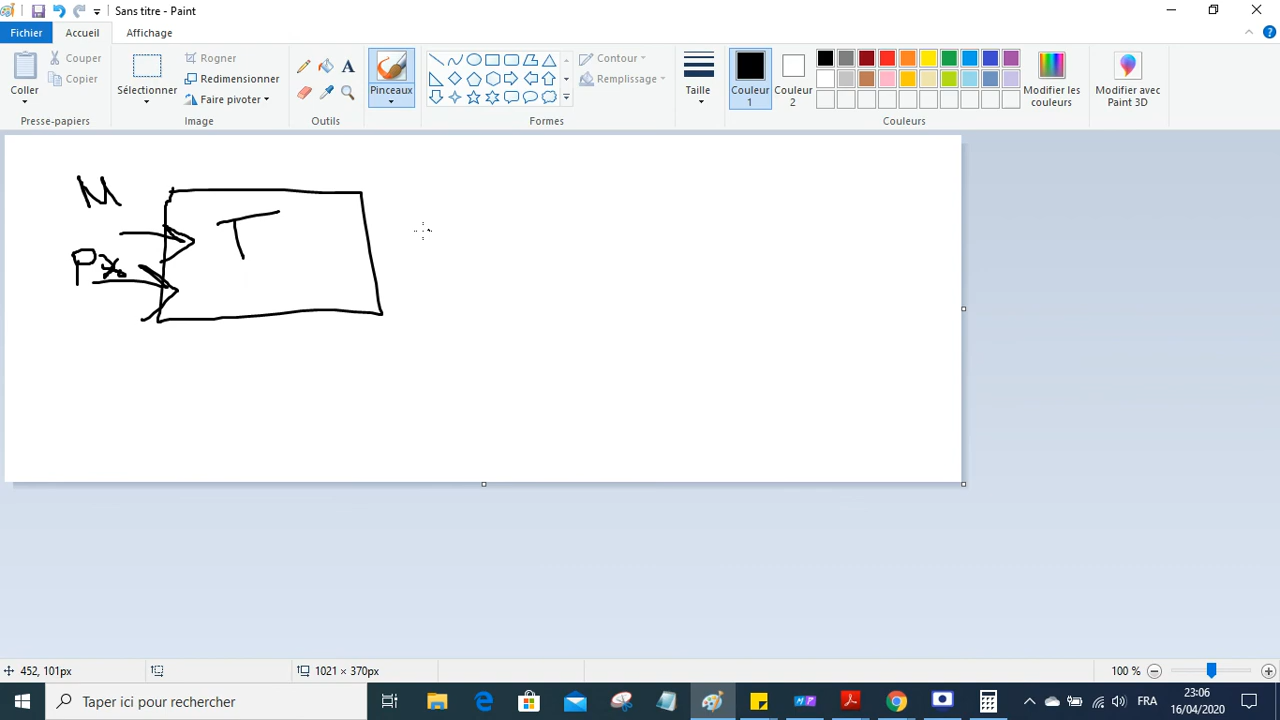 Sans titre - Paint
Fichier Accueil Affichage
Coller
Couper
Copier
Presse-papiers
Sélectionner
Rogner
Redimensionner
Faire pivoter
Image
A
Outils
Pinceaux
Contour
Remplissage
Formes
Taille
Couleur 1
Couleur 2
Modifier les couleurs
Modifier avec Paint 3D
Couleurs
M
T
P
452, 101px
1021 × 370px
100 %
Taper ici pour rechercher
FRA
23:06
16/04/2020